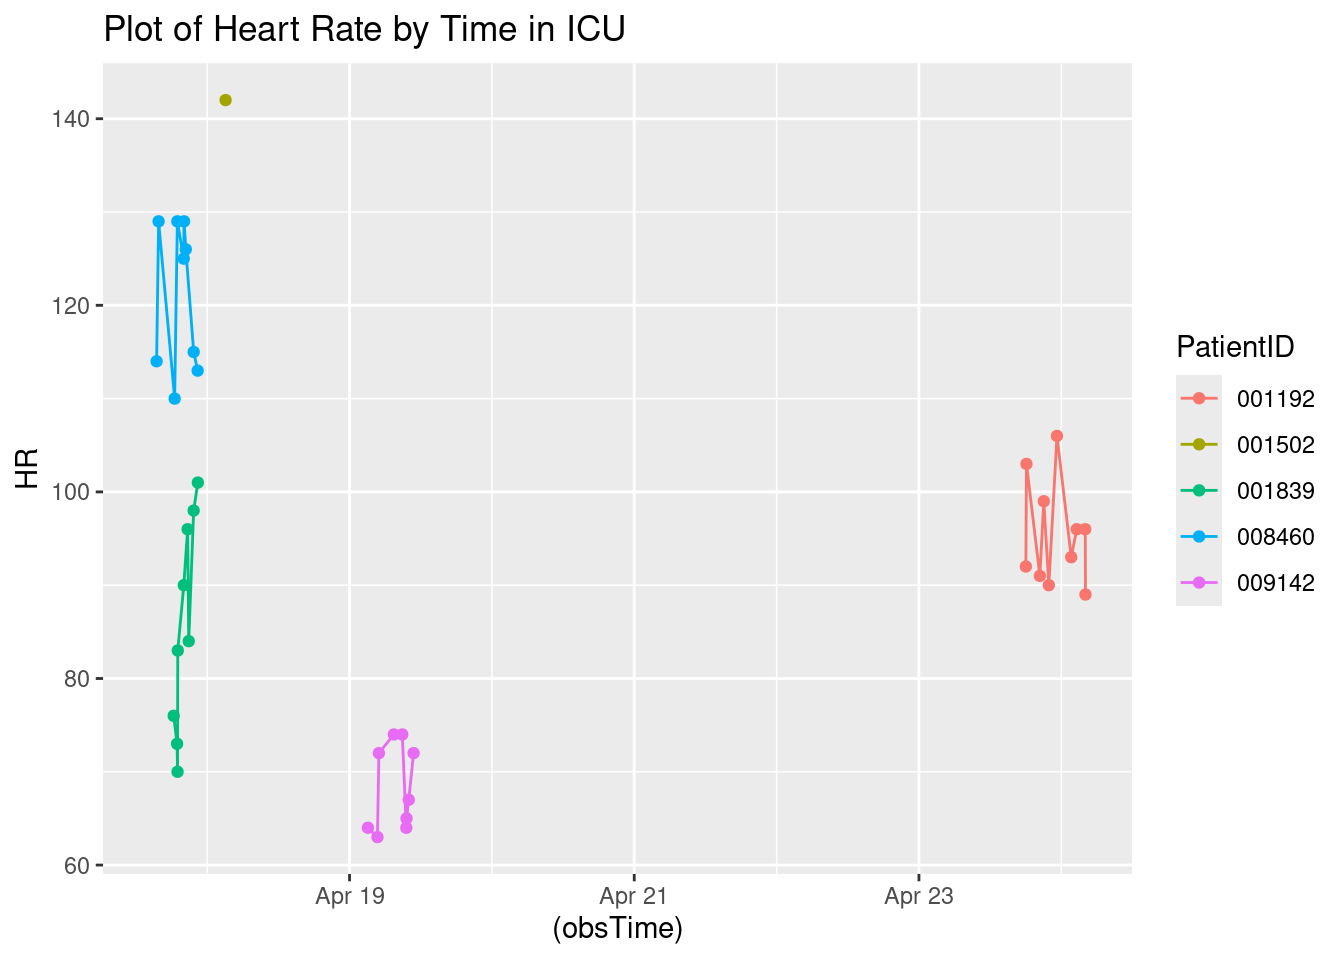 Plot of Heart Rate by Time in ICU
HR
140
120
100
80
60
Apr 19
Apr 21
Apr 23
(obsTime)
PatientID
001192
001502
001839
008460
009142